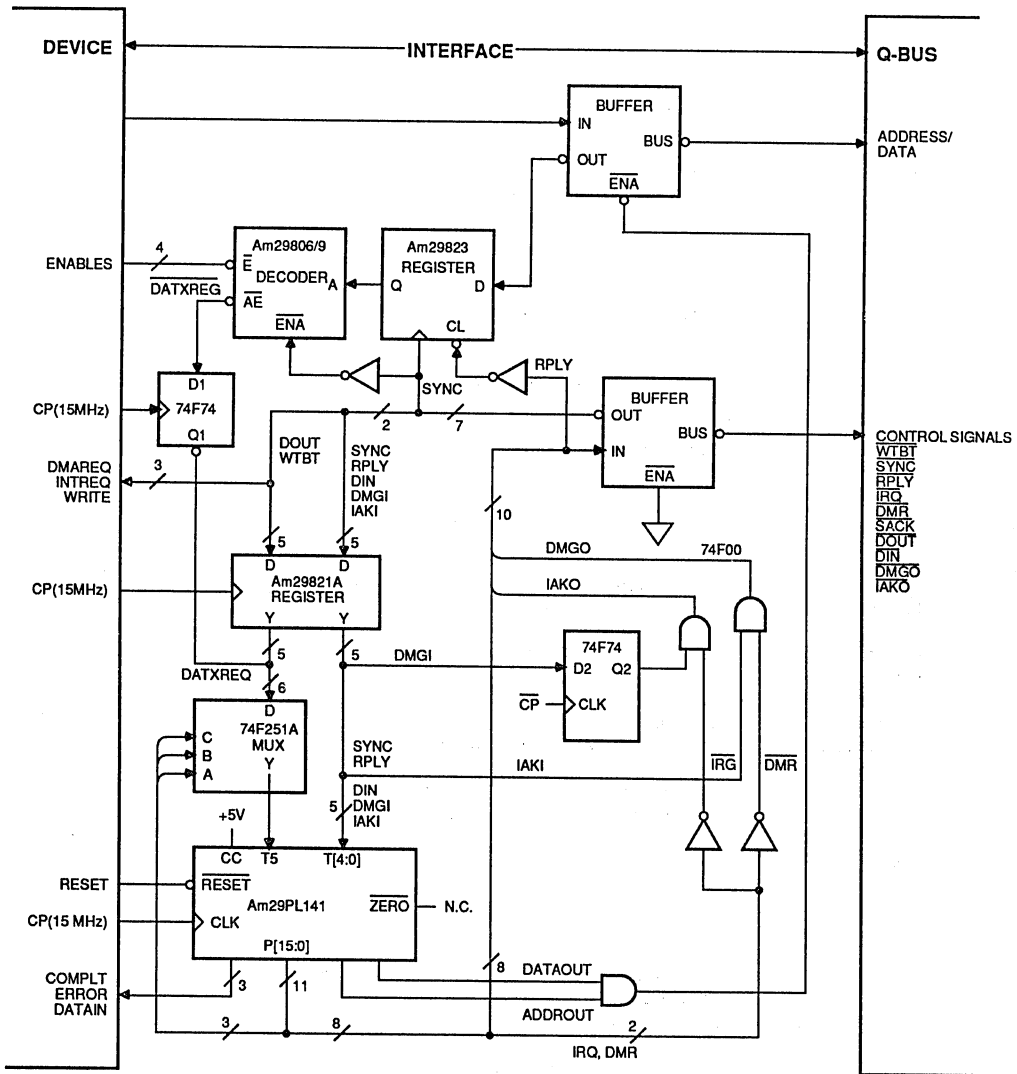 DEVICE
INTERFACE
Q-BUS
BUFFER
IN
BUS
OUT
ENA
ADDRESS/
DATA
Am29806/9
DECODER
E
A
AE
ENA
Am29823
REGISTER
Q
D
CL
4
ENABLES
DATXREG
RPLY
SYNC
D1
74F74
Q1
CP(15MHz)
2
7
BUFFER
OUT
BUS
IN
ENA
CONTROL SIGNALS
WTBT
SYNC
RPLY
IRQ
DMR
SACK
DOUT
DIN
DMGO
IAKO
DOUT
WTBT
SYNC
RPLY
DIN
DMGI
IAKI
DMAREQ
INTREQ
WRITE
3
10
5
5
DMGO
74F00
D
D
Am29821A
REGISTER
Y
Y
CP(15MHz)
IAKO
5
5
DMGI
74F74
D2
Q2
CP
CLK
DATXREQ
6
D
74F251A
MUX
C
B
A
Y
SYNC
RPLY
IAKI
IRG
DMR
DIN
DMGI
IAKI
5
+5V
CC
T5
T[4:0]
RESET
RESET
Am29PL141
ZERO
N.C.
CP(15 MHz)
CLK
P[15:0]
COMPLT
ERROR
DATAIN
3
11
8
DATAOUT
ADDROUT
3
8
2
IRQ, DMR